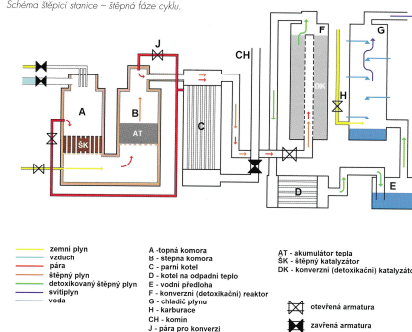 Schéma štěpící stanice – štěpná fáze cyklu.
J
CH
F
G
A
B
H
DK
AT
C
ŠK
D
E
zemní plyn
vzduch
pára
štěpný plyn
detoxikovaný štěpný plyn
svítiplyn
voda
A - topná komora
B - štěpná komora
C - parní kotel
D - kotel na odpadní teplo
E - vodní předloha
F - konverzní (detoxikační) reaktor
G - chladič plynu
H - karburace
CH - komín
J - pára pro konverzi
AT - akumulátor tepla
ŠK - štěpný katalyzátor
DK - konverzní (detoxikační) katalyzáto
otevřená armatura
zavřená armatura